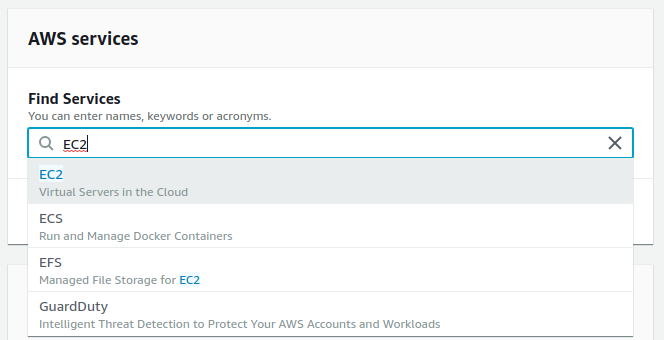 AWS services
Find Services
You can enter names, keywords or acronyms.
EC2
EC2
Virtual Servers in the Cloud
ECS
Run and Manage Docker Containers
EFS
Managed File Storage for EC2
GuardDuty
Intelligent Threat Detection to Protect Your AWS Accounts and Workloads